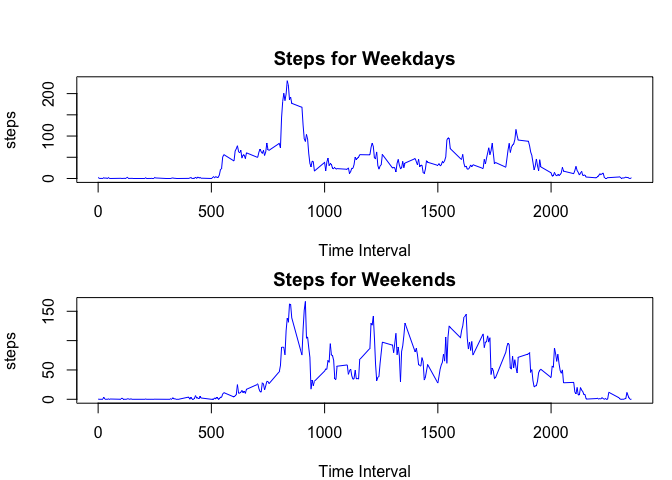 Steps for Weekdays
steps
0
100
200
0 500 1000 1500 2000
Time Interval
Steps for Weekends
steps
0
50
150
0 500 1000 1500 2000
Time Interval